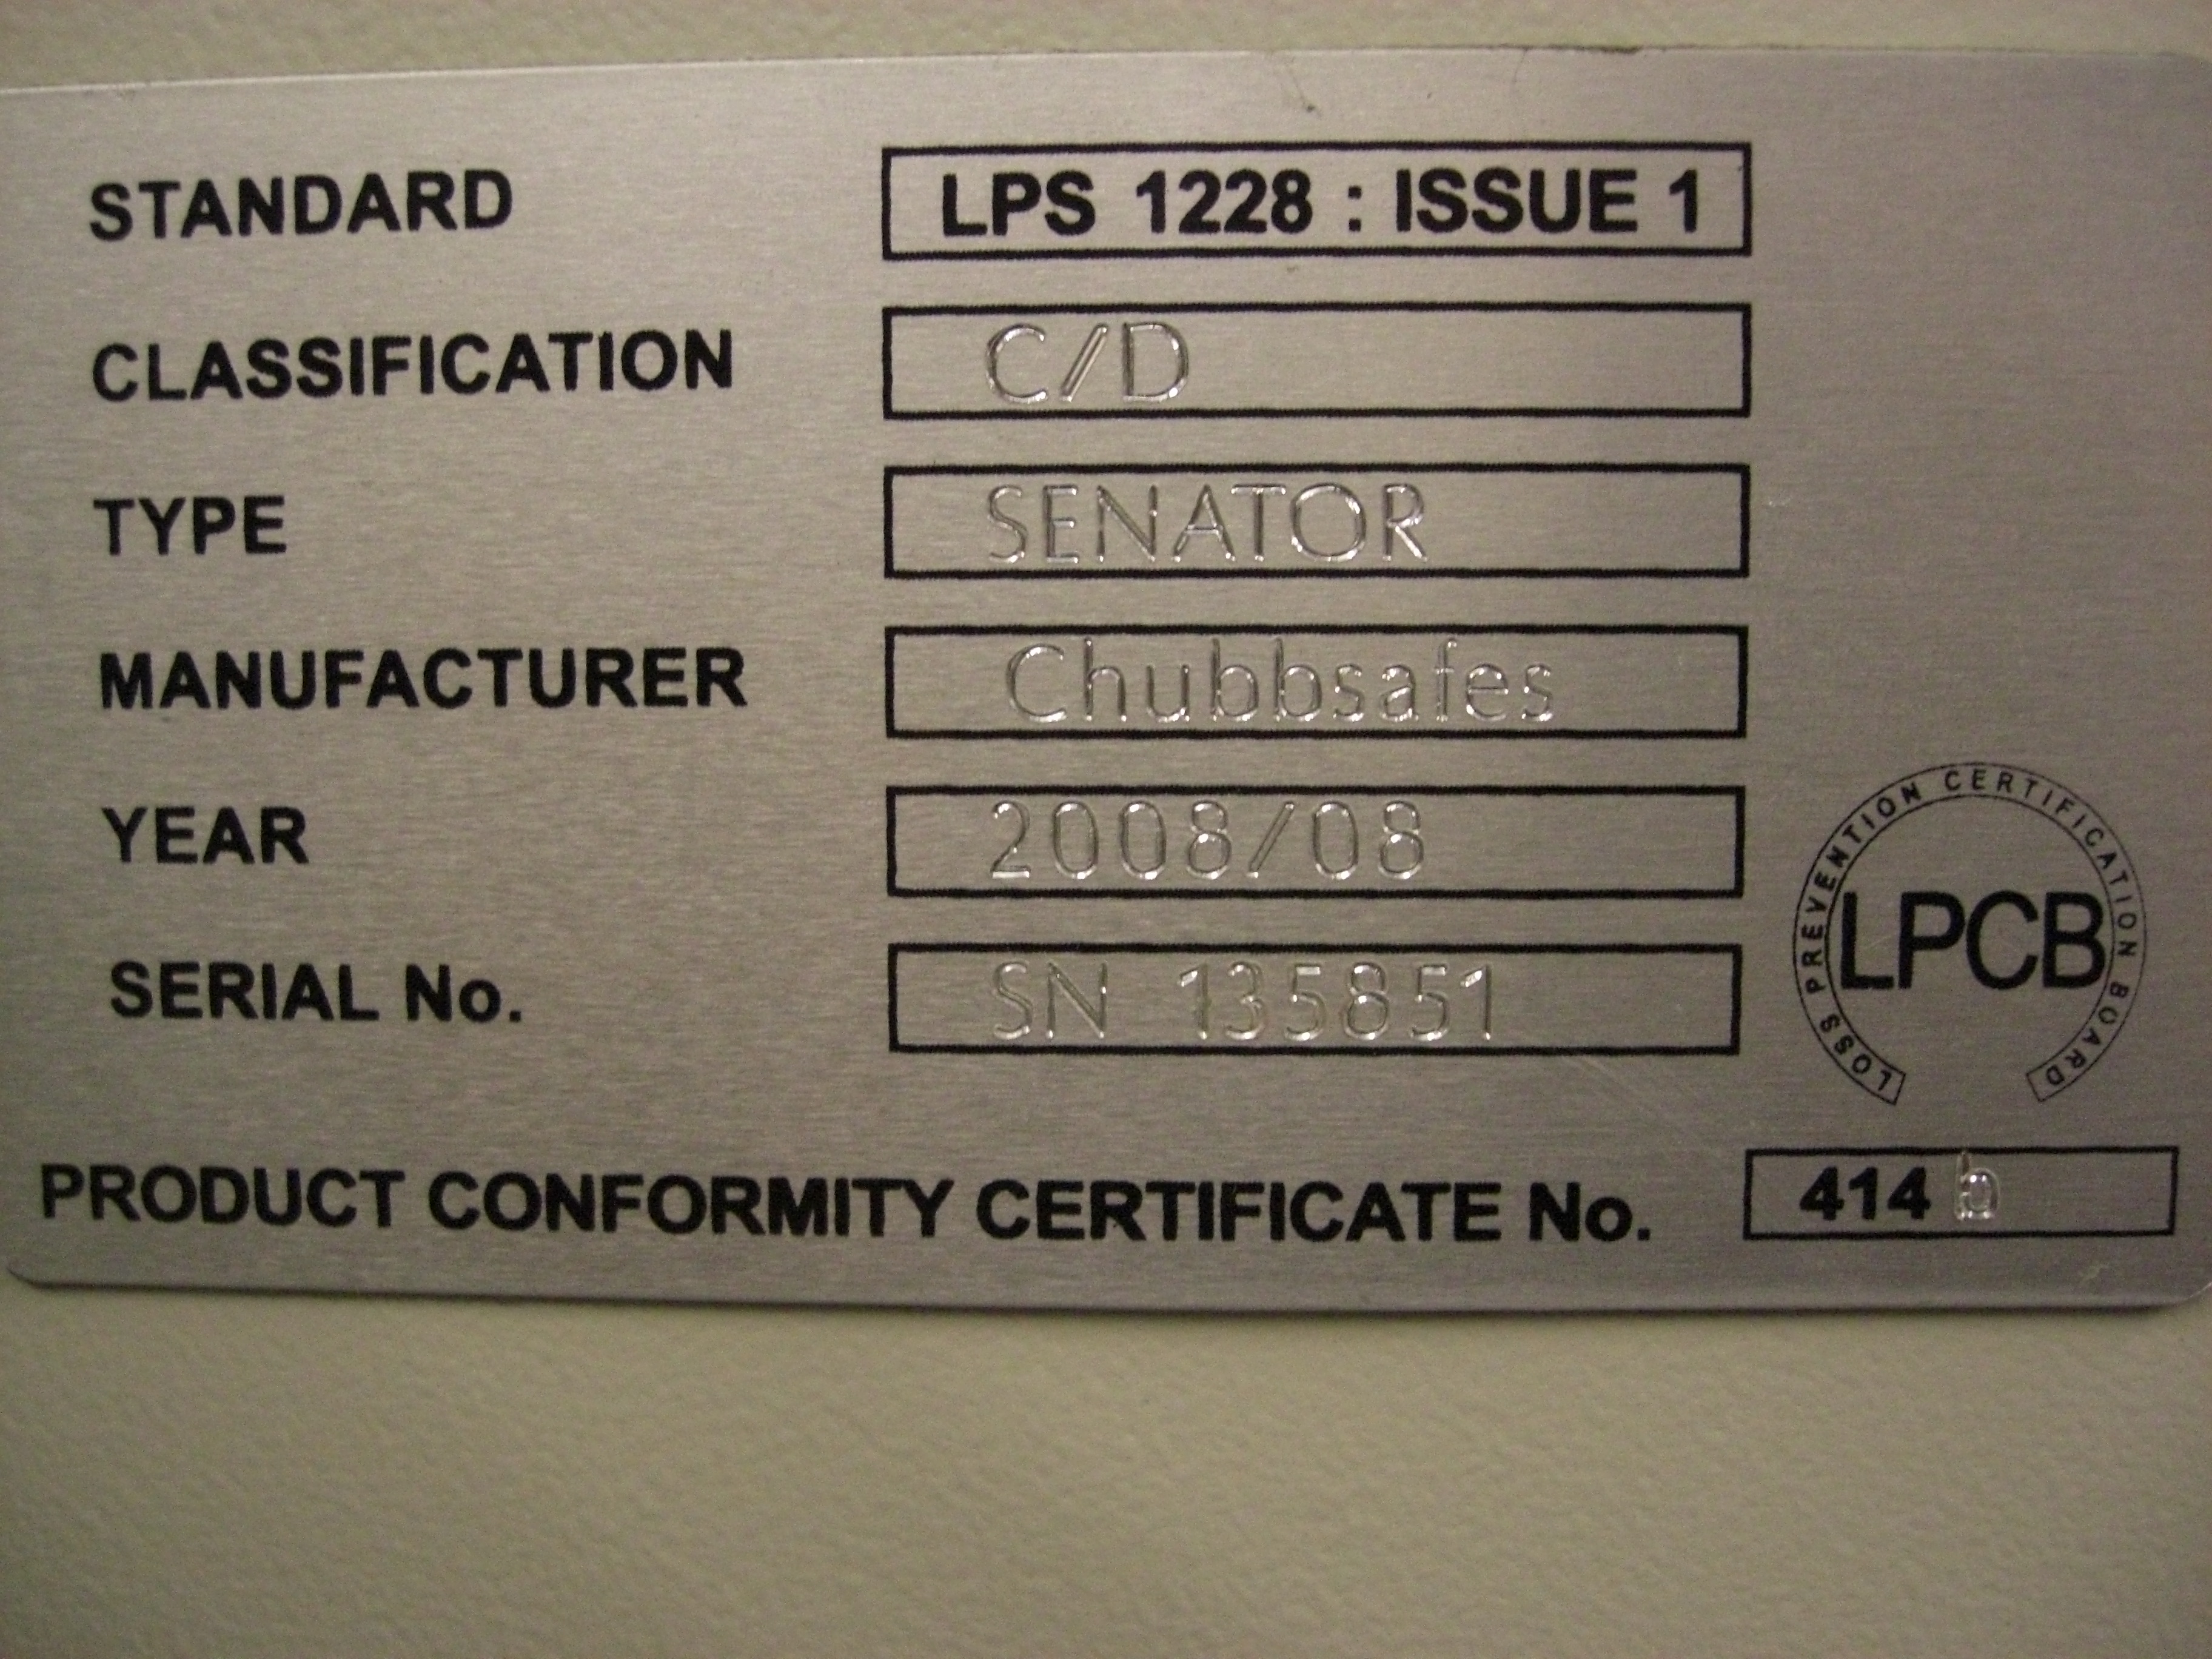 STANDARD LPS 1228 : ISSUE 1
CLASSIFICATION C/D
TYPE SENATOR
MANUFACTURER Chubbsafes
YEAR 2008/08
SERIAL No. SN 135851
LOSS PREVENTION CERTIFICATION BOARD
LPCB
PRODUCT CONFORMITY CERTIFICATE No. 414 b